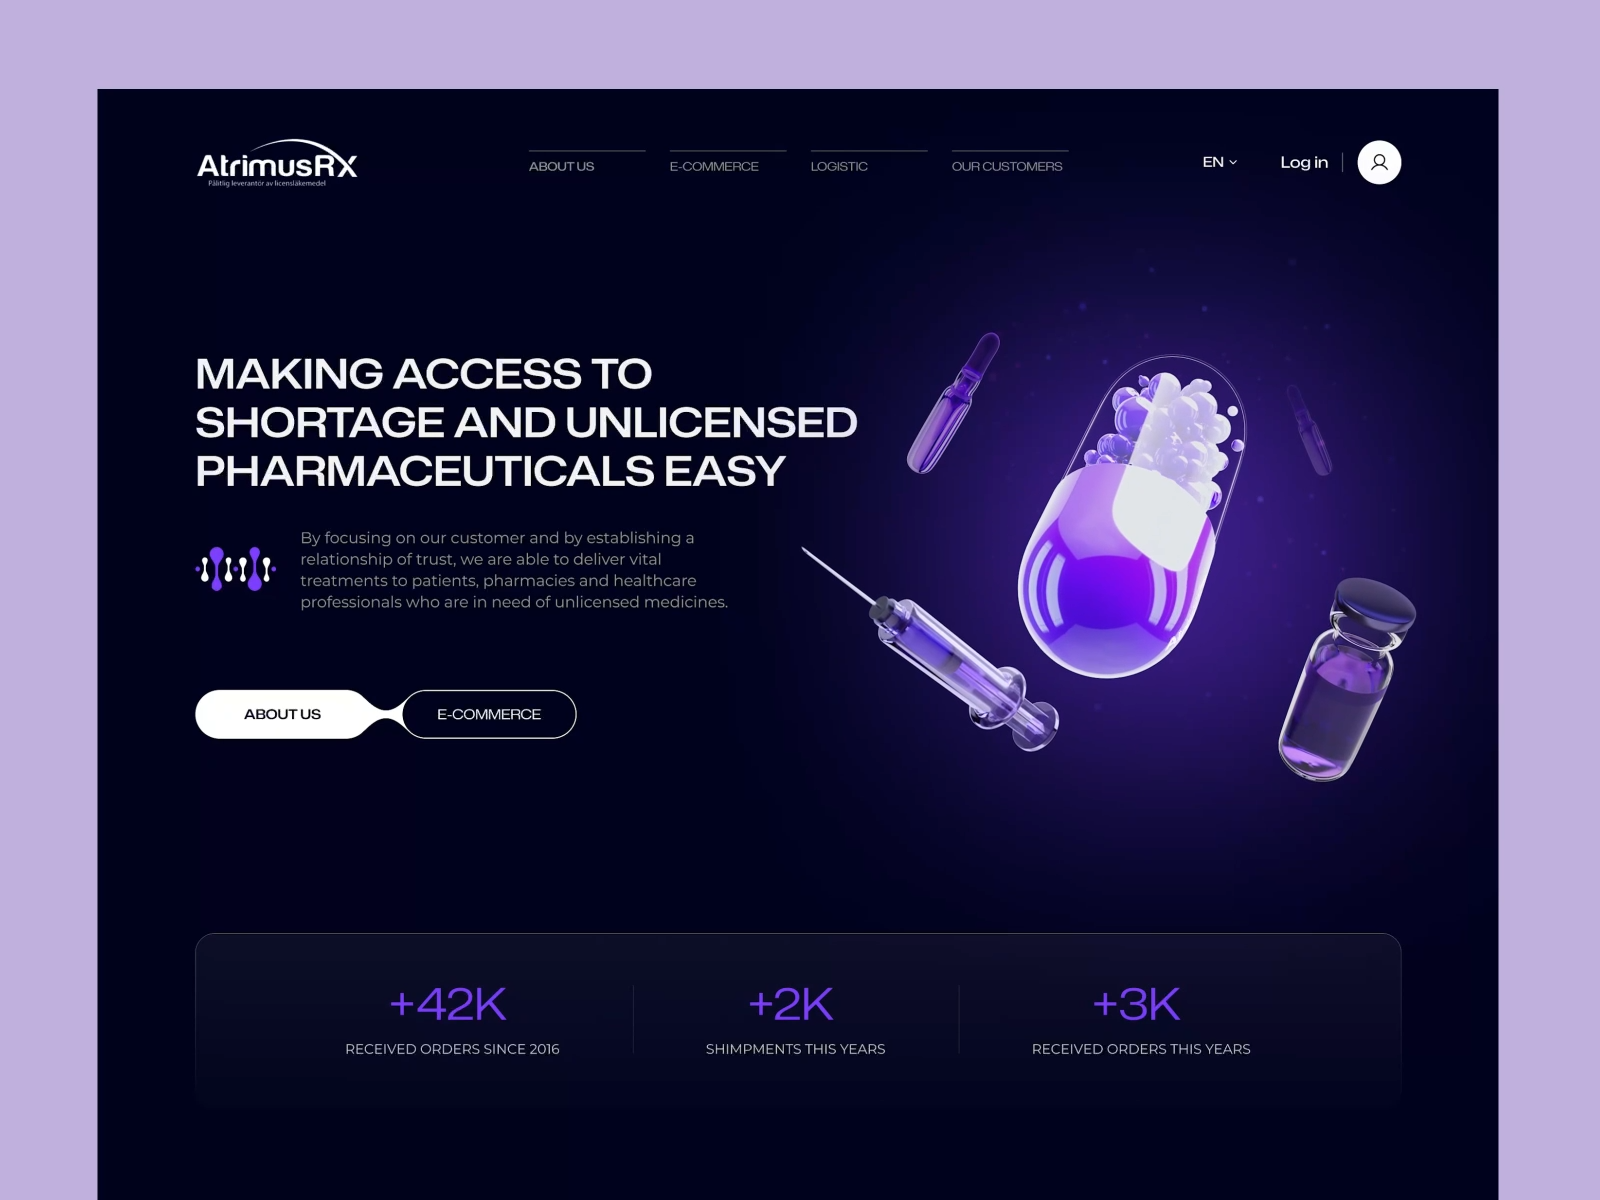 AtrimusRX
Pålitlig leverantör av licensläkemedel
ABOUT US
E-COMMERCE
LOGISTIC
OUR CUSTOMERS
EN
Log in
MAKING ACCESS TO
SHORTAGE AND UNLICENSED
PHARMACEUTICALS EASY
By focusing on our customer and by establishing a
relationship of trust, we are able to deliver vital
treatments to patients, pharmacies and healthcare
professionals who are in need of unlicensed medicines.
ABOUT US
E-COMMERCE
+42K
RECEIVED ORDERS SINCE 2016
+2K
SHIMPMENTS THIS YEARS
+3K
RECEIVED ORDERS THIS YEARS